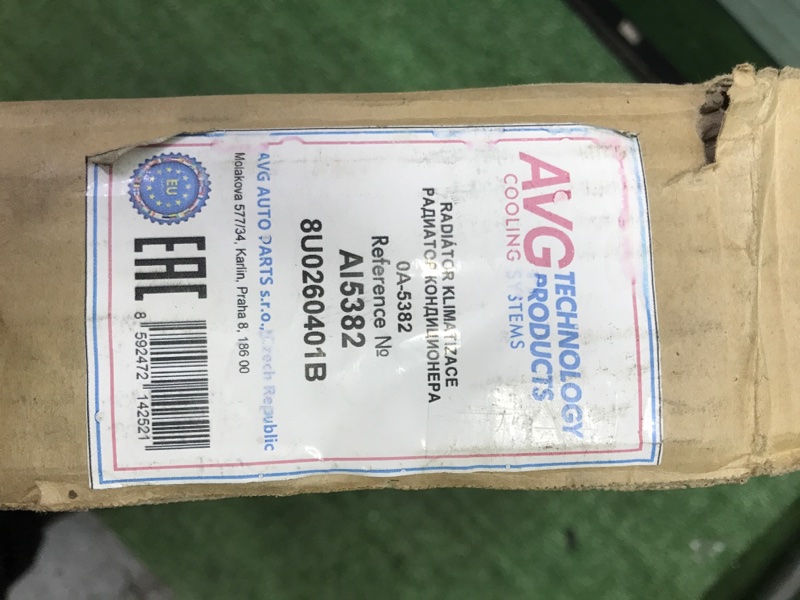 AVG TECHNOLOGY
PRODUCTS
COOLING SYSTEMS
RADIÁTOR KLIMATIZACE
РАДИАТОР КОНДИЦИОНЕРА
0A-5382
Reference №
AI5382
8U0260401B
AVG AUTO PARTS s.r.o., Czech Republic
Molakova 577/34, Karlin, Praha 8, 186 00
EU
EAC
8 592472 142521